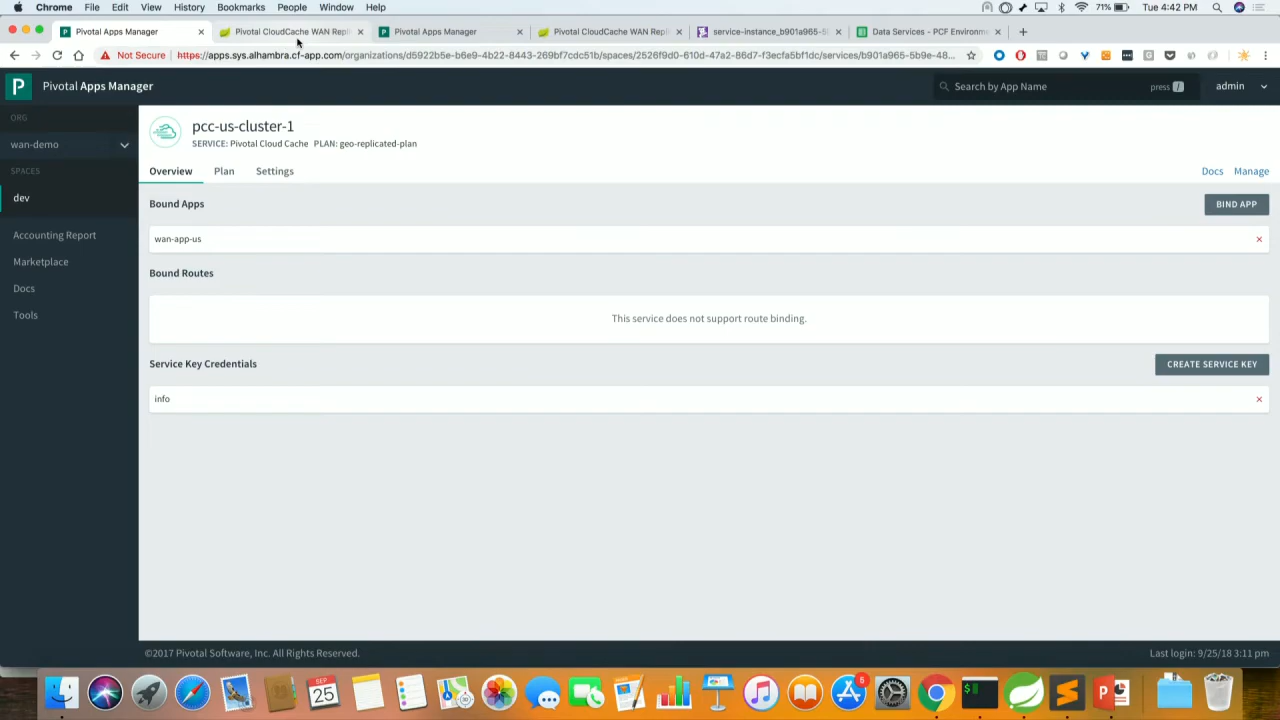 Chrome File Edit View History Bookmarks People Window Help 71% Tue 4:42 PM
Pivotal Apps Manager Pivotal CloudCache WAN Repli Pivotal Apps Manager Pivotal CloudCache WAN Repli service-instance_b901a965-5 Data Services - PCF Environm
Not Secure https://apps.sys.alhambra.cf-app.com/organizations/d5922b5e-b6e9-4b22-8443-269bf7cdc51b/spaces/2526f9d0-610d-47a2-86d7-f3ecfa5bf1dc/services/b901a965-5b9e-48...
P Pivotal Apps Manager Search by App Name press / admin
ORG
wan-demo
SPACES
dev
Accounting Report
Marketplace
Docs
Tools
pcc-us-cluster-1
SERVICE: Pivotal Cloud Cache PLAN: geo-replicated-plan
Overview Plan Settings Docs Manage
Bound Apps BIND APP
wan-app-us
Bound Routes
This service does not support route binding.
Service Key Credentials CREATE SERVICE KEY
info
©2017 Pivotal Software, Inc. All Rights Reserved. Last login: 9/25/18 3:11 pm
SEP
25
5